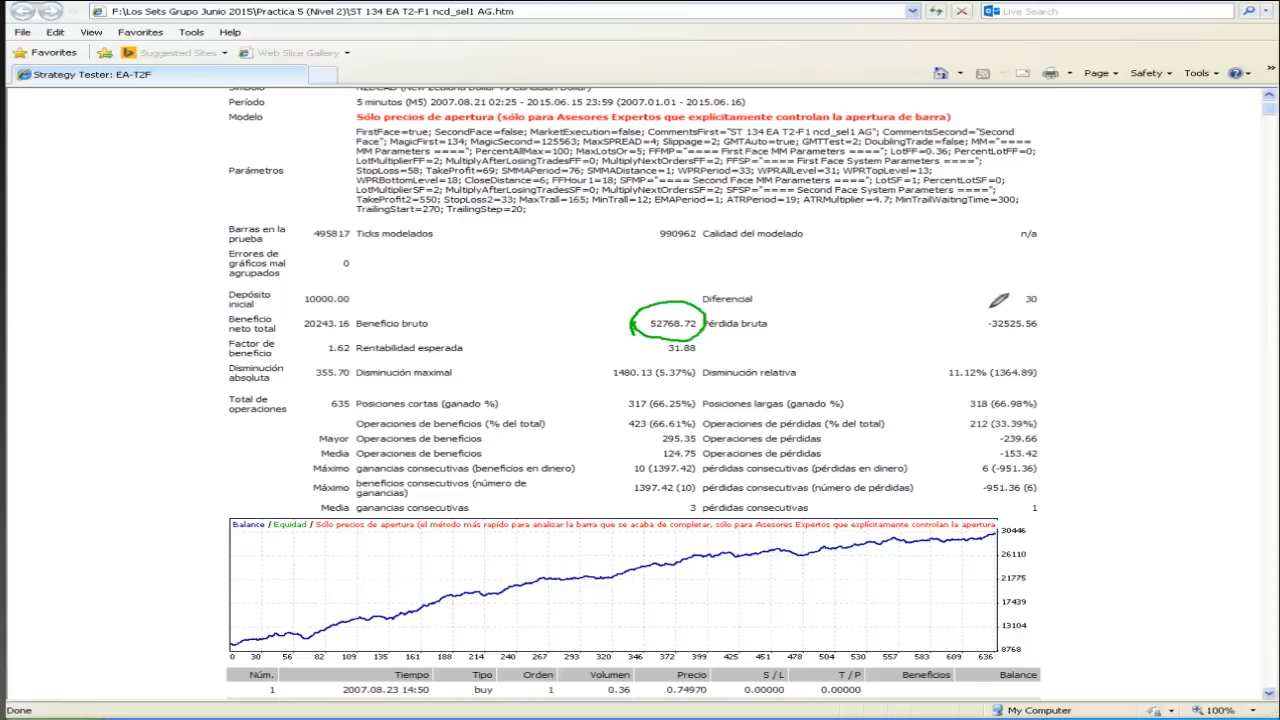 F:\Los Sets Grupo Junio 2015\Practica 5 (Nivel 2)\ST 134 EA T2-F1 ncd_sel1 AG.htm
Live Search
File Edit View Favorites Tools Help
Favorites Suggested Sites Web Slice Gallery
Strategy Tester: EA-T2F Page Safety Tools
Período 5 minutos (M5) 2007.08.21 02:25 - 2015.06.15 23:59 (2007.01.01 - 2015.06.16)
Modelo Sólo precios de apertura (sólo para Asesores Expertos que explícitamente controlan la apertura de barra)
FirstFace=true; SecondFace=false; MarketExecution=false; CommentsFirst="ST 134 EA T2-F1 ncd_sel1 AG"; CommentsSecond="Second
Face"; MagicFirst=134; MagicSecond=125563; MaxSPREAD=4; Slippage=2; GMTAuto=true; GMTTest=2; DoublingTrade=false; MM="====
MM Parameters ===="; PercentAllMax=100; MaxLotsOr=5; FFMP="==== First Face MM Parameters ===="; LotFF=0.36; PercentLotFF=0;
LotMultiplierFF=2; MultiplyAfterLosingTradesFF=0; MultiplyNextOrdersFF=2; FFSP="==== First Face System Parameters ====";
Parámetros StopLoss=58; TakeProfit=69; SMMAPeriod=76; SMMADistance=1; WPRPeriod=33; WPRAllLevel=31; WPRTopLevel=13;
WPRBottomLevel=18; CloseDistance=6; FFHour1=18; SFMP="==== Second Face MM Parameters ===="; LotSF=1; PercentLotSF=0;
LotMultiplierSF=2; MultiplyAfterLosingTradesSF=0; MultiplyNextOrdersSF=2; SFSP="==== Second Face System Parameters ====";
TakeProfit2=550; StopLoss2=33; MaxTrall=165; MinTrall=12; EMAPeriod=1; ATRPeriod=19; ATRMultiplier=4.7; MinTrailWaitingTime=300;
TrailingStart=270; TrailingStep=20;
Barras en la
prueba 495817 Ticks modelados 990962 Calidad del modelado n/a
Errores de
gráficos mal
agrupados 0
Depósito
inicial 10000.00 Diferencial 30
Beneficio
neto total 20243.16 Beneficio bruto 52768.72 Pérdida bruta -32525.56
Factor de
beneficio 1.62 Rentabilidad esperada 31.88
Disminución
absoluta 355.70 Disminución maximal 1480.13 (5.37%) Disminución relativa 11.12% (1364.89)
Total de
operaciones 635 Posiciones cortas (ganado %) 317 (66.25%) Posiciones largas (ganado %) 318 (66.98%)
Operaciones de beneficios (% del total) 423 (66.61%) Operaciones de pérdidas (% del total) 212 (33.39%)
Mayor Operaciones de beneficios 295.35 Operaciones de pérdidas -239.66
Media Operaciones de beneficios 124.75 Operaciones de pérdidas -153.42
Máximo ganancias consecutivas (beneficios en dinero) 10 (1397.42) pérdidas consecutivas (pérdidas en dinero) 6 (-951.36)
Máximo beneficios consecutivos (número de
ganancias) 1397.42 (10) pérdidas consecutivas (número de pérdidas) -951.36 (6)
Media ganancias consecutivas 3 pérdidas consecutivas 1
Balance / Equidad / Sólo precios de apertura (el método más rapido para analizar la barra que se acaba de completar, sólo para Asesores Expertos que explícitamente controlan la apertura
30446
26110
21775
17439
13104
8768
0 30 56 82 109 135 161 187 214 240 267 293 320 346 372 399 425 451 478 504 530 557 583 609 636
Núm. Tiempo Tipo Orden Volumen Precio S / L T / P Beneficios Balance
1 2007.08.23 14:50 buy 1 0.36 0.74970 0.00000 0.00000
Done My Computer 100%